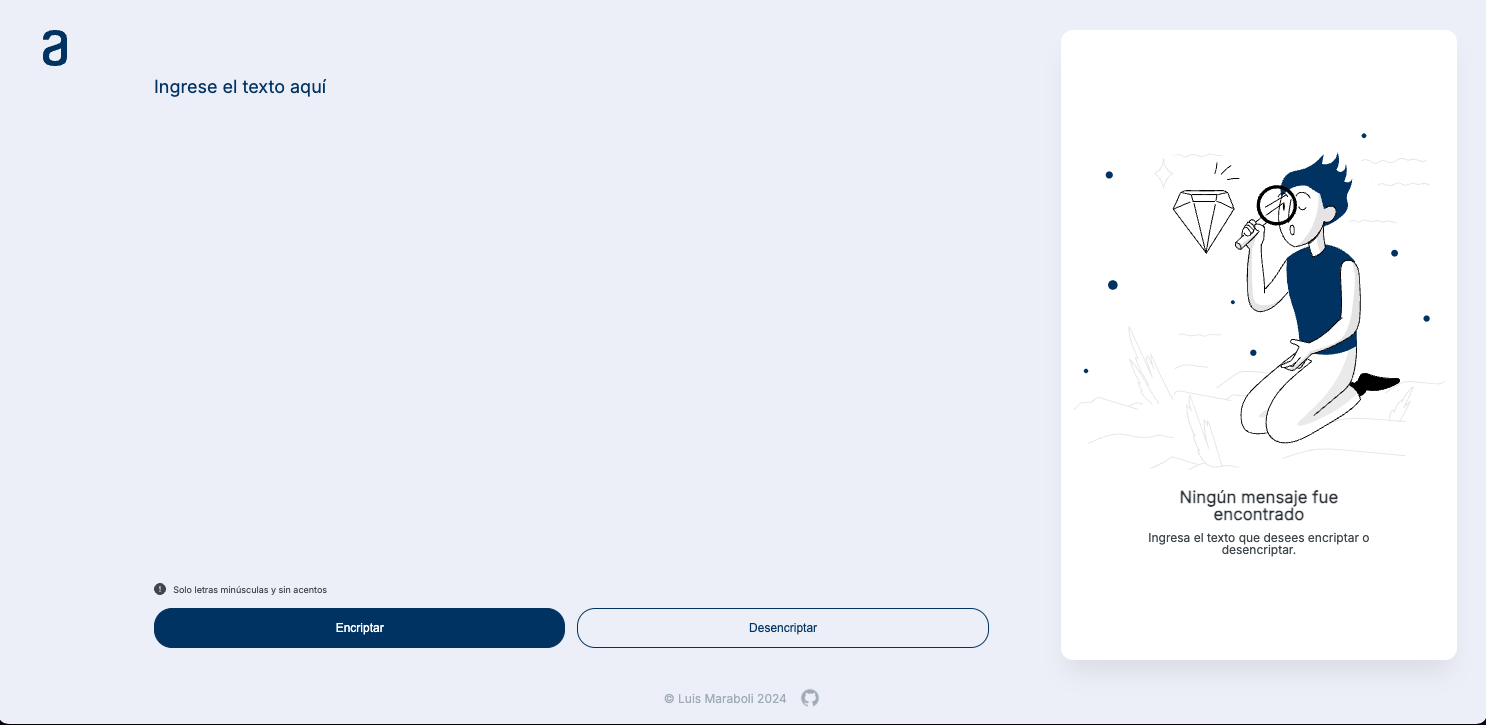 a
Ingrese el texto aquí
Ningún mensaje fue
encontrado
Ingresa el texto que desees encriptar o
desencriptar.
! Solo letras minúsculas y sin acentos
Encriptar
Desencriptar
© Luis Maraboli 2024